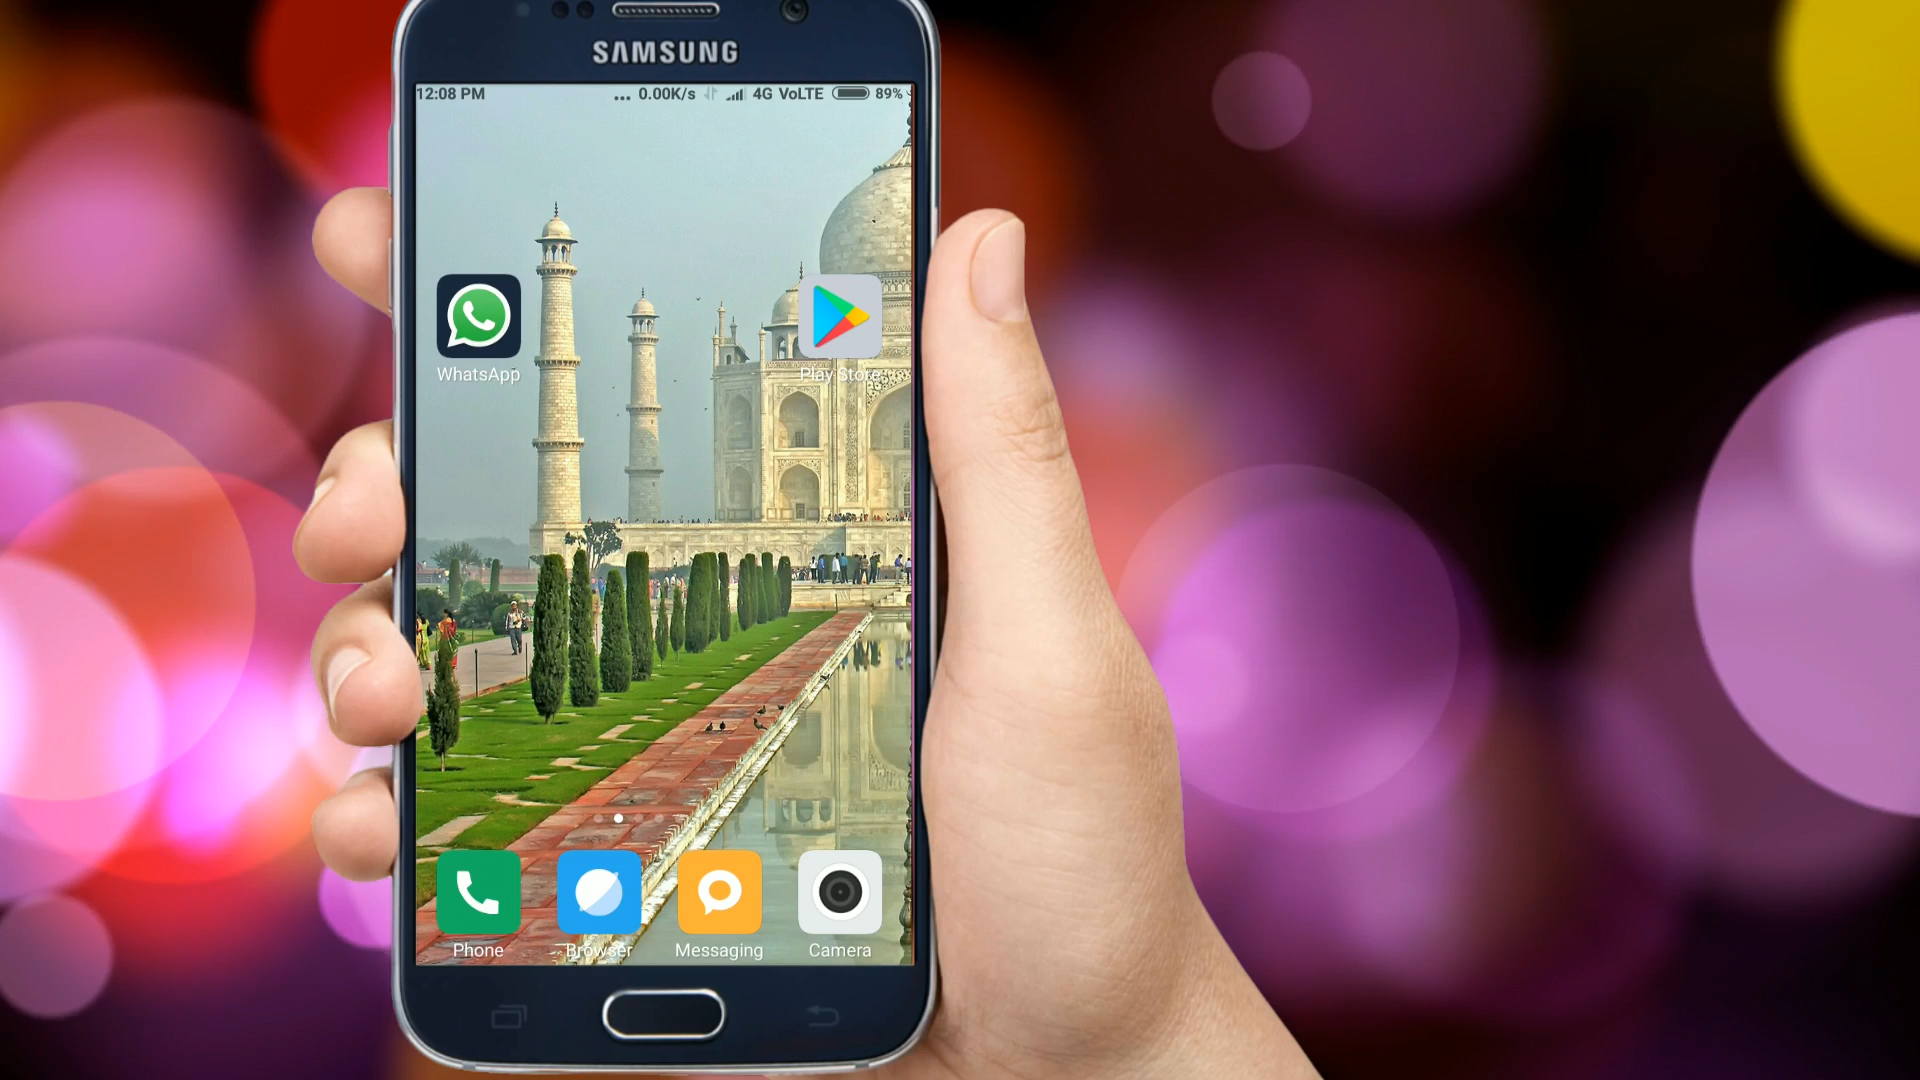 SAMSUNG
12:08 PM ... 0.00K/s 4G VoLTE 89%
WhatsApp Play Store
Phone Browser Messaging Camera